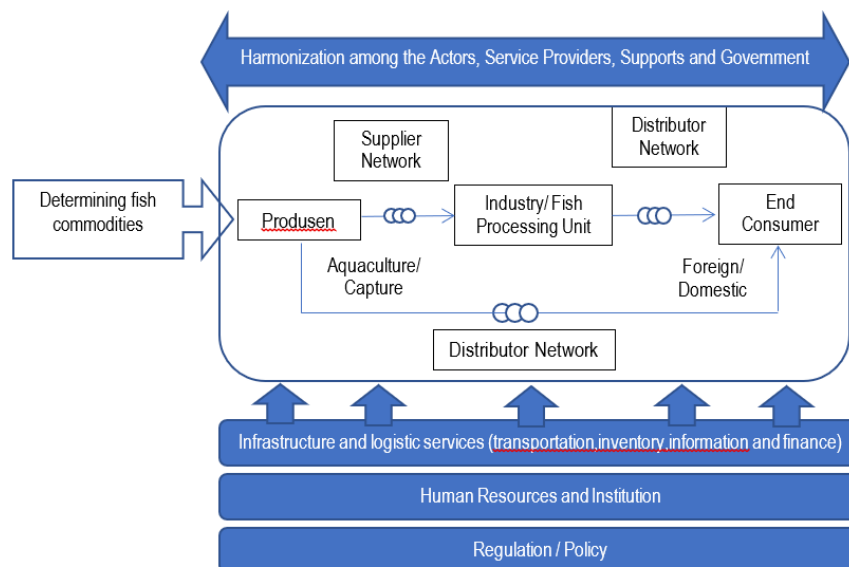 Harmonization among the Actors, Service Providers, Supports and Government
Supplier
Network
Distributor
Network
Determining fish
commodities
Produsen
Industry/ Fish
Processing Unit
End
Consumer
Aquaculture/
Capture
Foreign/
Domestic
Distributor Network
Infrastructure and logistic services (transportation,inventory,information and finance)
Human Resources and Institution
Regulation / Policy